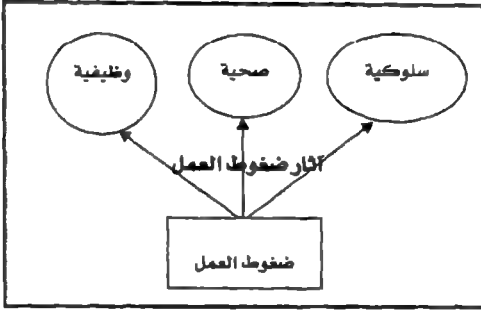 سلوكية
صحية
وظيفية
آثار ضغوط العمل
ضغوط العمل